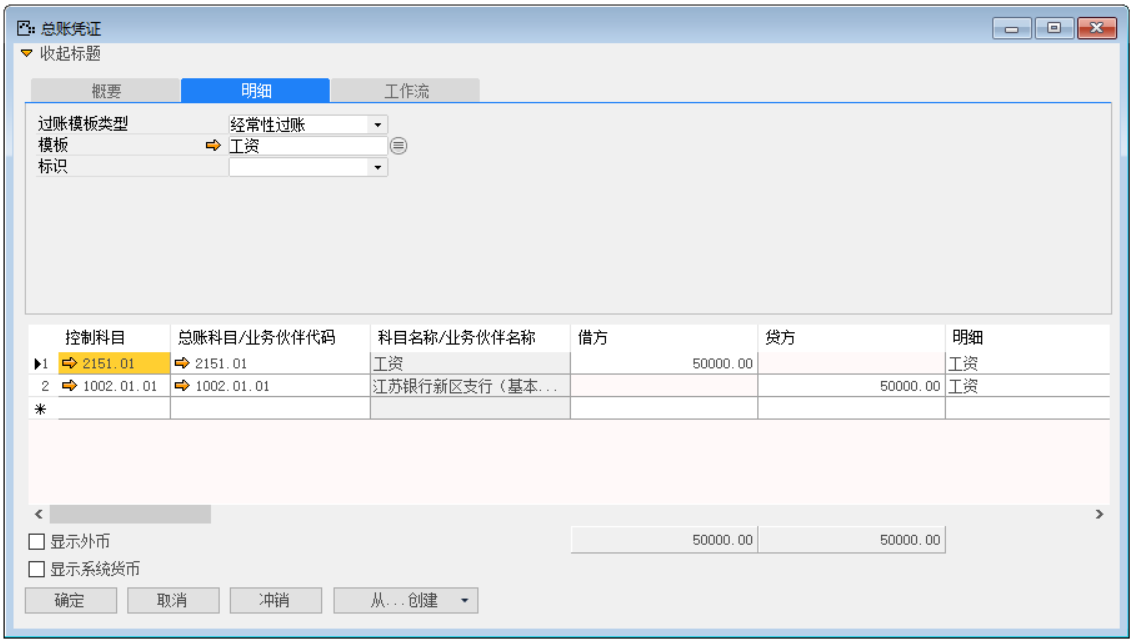 总账凭证
收起标题
概要 明细 工作流
过账模板类型 经常性过账
模板 工资
标识
控制科目 总账科目/业务伙伴代码 科目名称/业务伙伴名称 借方 贷方 明细
1 2151.01 2151.01 工资 50000.00 工资
2 1002.01.01 1002.01.01 江苏银行新区支行（基本... 50000.00 工资
显示外币 50000.00 50000.00
显示系统货币
确定 取消 冲销 从...创建